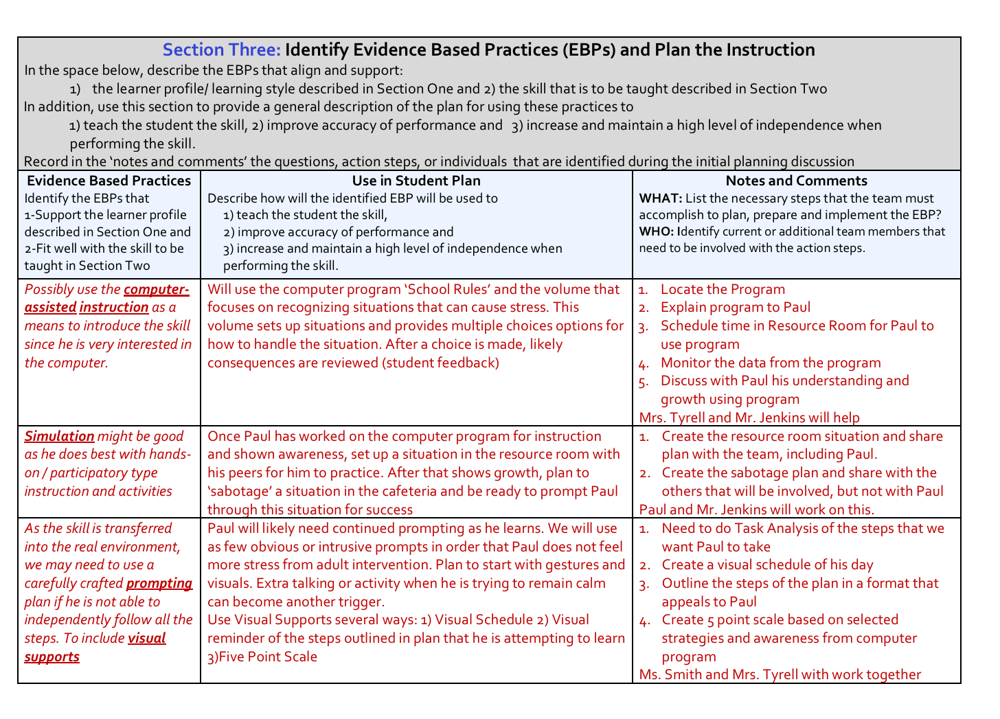 Section Three: Identify Evidence Based Practices (EBPs) and Plan the Instruction
In the space below, describe the EBPs that align and support:
1) the learner profile/ learning style described in Section One and 2) the skill that is to be taught described in Section Two
In addition, use this section to provide a general description of the plan for using these practices to
1) teach the student the skill, 2) improve accuracy of performance and 3) increase and maintain a high level of independence when
performing the skill.
Record in the ‘notes and comments’ the questions, action steps, or individuals that are identified during the initial planning discussion
Evidence Based Practices
Identify the EBPs that
1-Support the learner profile
described in Section One and
2-Fit well with the skill to be
taught in Section Two
Use in Student Plan
Describe how will the identified EBP will be used to
1) teach the student the skill,
2) improve accuracy of performance and
3) increase and maintain a high level of independence when
performing the skill.
Notes and Comments
WHAT: List the necessary steps that the team must
accomplish to plan, prepare and implement the EBP?
WHO: Identify current or additional team members that
need to be involved with the action steps.
Possibly use the computer-
assisted instruction as a
means to introduce the skill
since he is very interested in
the computer.
Will use the computer program ‘School Rules’ and the volume that
focuses on recognizing situations that can cause stress. This
volume sets up situations and provides multiple choices options for
how to handle the situation. After a choice is made, likely
consequences are reviewed (student feedback)
1. Locate the Program
2. Explain program to Paul
3. Schedule time in Resource Room for Paul to
use program
4. Monitor the data from the program
5. Discuss with Paul his understanding and
growth using program
Mrs. Tyrell and Mr. Jenkins will help
Simulation might be good
as he does best with hands-
on / participatory type
instruction and activities
Once Paul has worked on the computer program for instruction
and shown awareness, set up a situation in the resource room with
his peers for him to practice. After that shows growth, plan to
‘sabotage’ a situation in the cafeteria and be ready to prompt Paul
through this situation for success
1. Create the resource room situation and share
plan with the team, including Paul.
2. Create the sabotage plan and share with the
others that will be involved, but not with Paul
Paul and Mr. Jenkins will work on this.
As the skill is transferred
into the real environment,
we may need to use a
carefully crafted prompting
plan if he is not able to
independently follow all the
steps. To include visual
supports
Paul will likely need continued prompting as he learns. We will use
as few obvious or intrusive prompts in order that Paul does not feel
more stress from adult intervention. Plan to start with gestures and
visuals. Extra talking or activity when he is trying to remain calm
can become another trigger.
Use Visual Supports several ways: 1) Visual Schedule 2) Visual
reminder of the steps outlined in plan that he is attempting to learn
3)Five Point Scale
1. Need to do Task Analysis of the steps that we
want Paul to take
2. Create a visual schedule of his day
3. Outline the steps of the plan in a format that
appeals to Paul
4. Create 5 point scale based on selected
strategies and awareness from computer
program
Ms. Smith and Mrs. Tyrell with work together